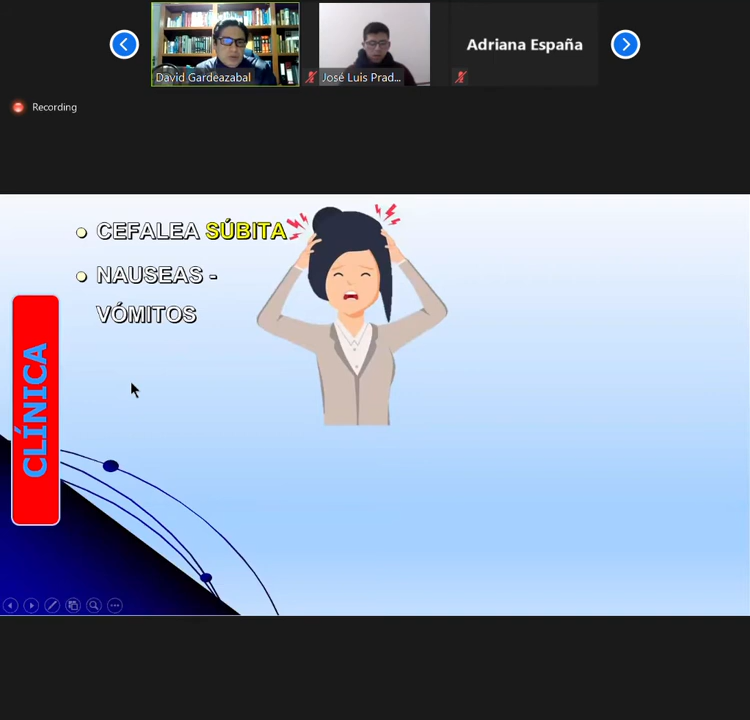 David Gardeazabal
José Luis Prad...
Adriana España
Recording
CEFALEA SÚBITA
NAUSEAS -
VÓMITOS
CLÍNICA